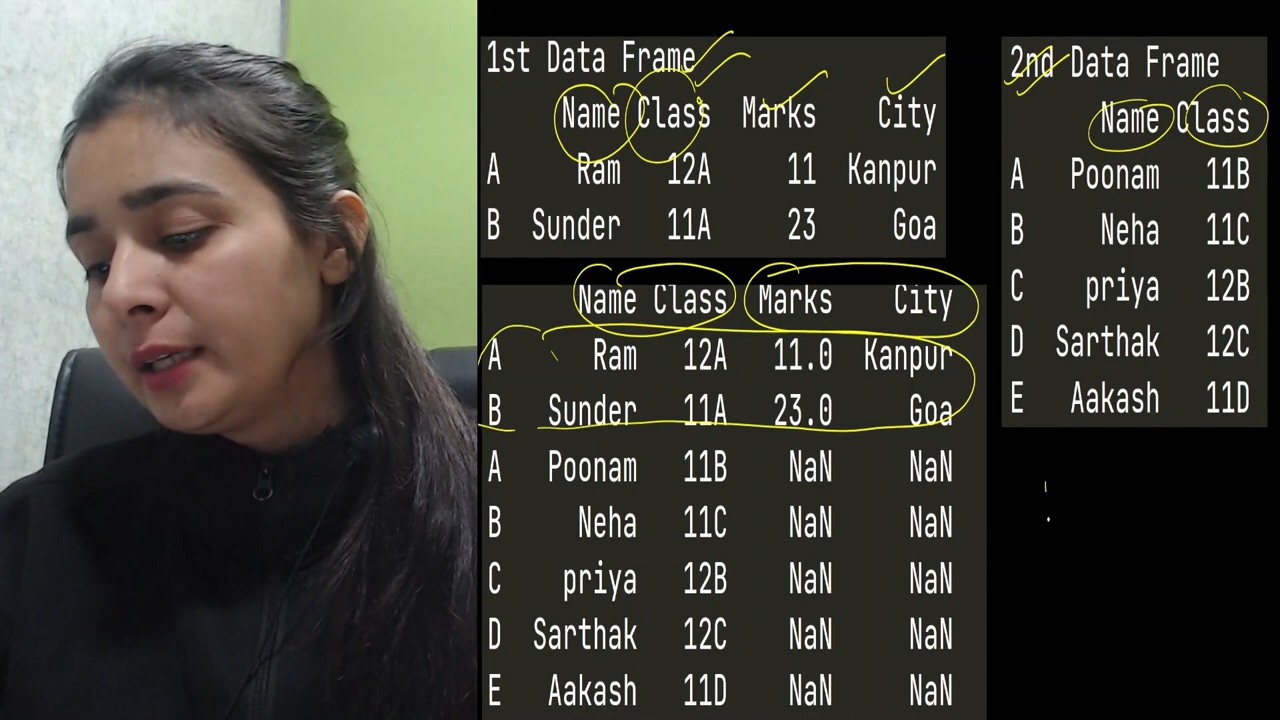 1st Data Frame
Name Class Marks City
A Ram 12A 11 Kanpur
B Sunder 11A 23 Goa
2nd Data Frame
Name Class
A Poonam 11B
B Neha 11C
C priya 12B
D Sarthak 12C
E Aakash 11D
Name Class Marks City
A Ram 12A 11.0 Kanpur
B Sunder 11A 23.0 Goa
A Poonam 11B NaN NaN
B Neha 11C NaN NaN
C priya 12B NaN NaN
D Sarthak 12C NaN NaN
E Aakash 11D NaN NaN